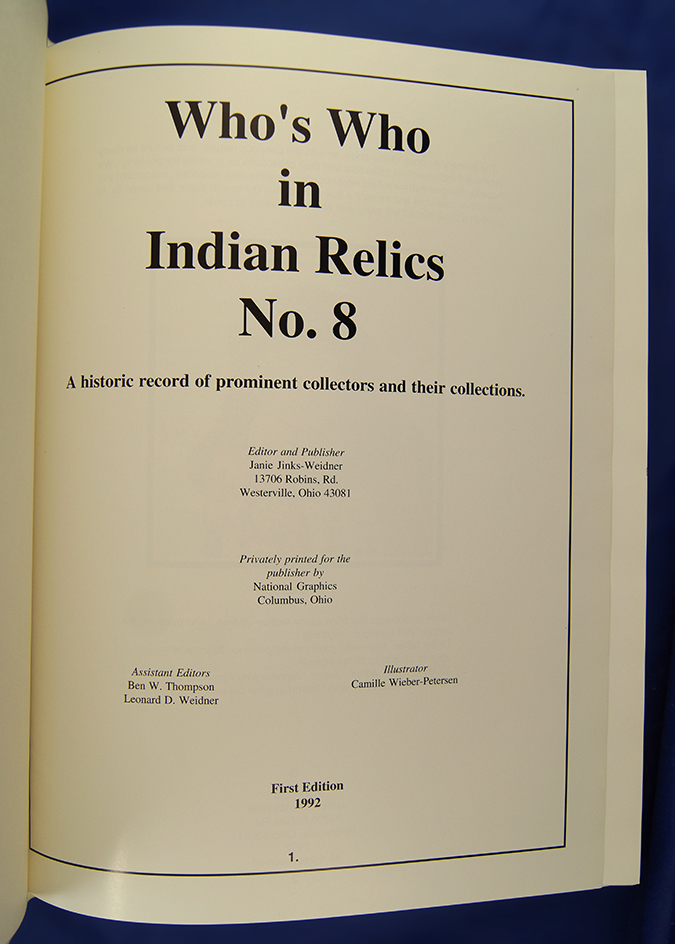 Who's Who
in
Indian Relics
No. 8
A historic record of prominent collectors and their collections.
Editor and Publisher
Janie Jinks-Weidner
13706 Robins, Rd.
Westerville, Ohio 43081
Privately printed for the
publisher by
National Graphics
Columbus, Ohio
Assistant Editors
Ben W. Thompson
Leonard D. Weidner
Illustrator
Camille Wieber-Petersen
First Edition
1992
1.